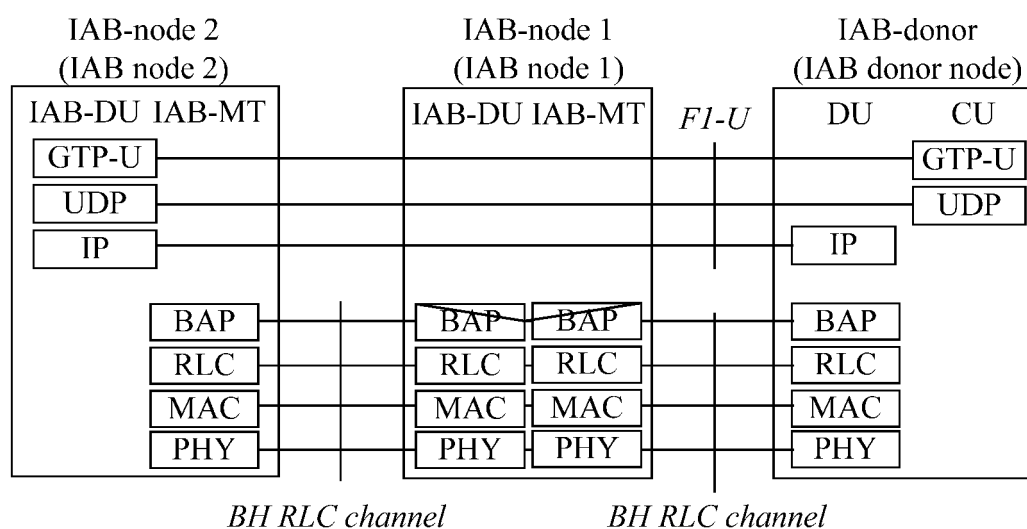 IAB-node 2 IAB-node 1 IAB-donor
(IAB node 2) (IAB node 1) (IAB donor node)
IAB-DU IAB-MT IAB-DU IAB-MT F1-U DU CU
GTP-U GTP-U
UDP UDP
IP IP
BAP BAP BAP BAP
RLC RLC RLC RLC
MAC MAC MAC MAC
PHY PHY PHY PHY
BH RLC channel BH RLC channel